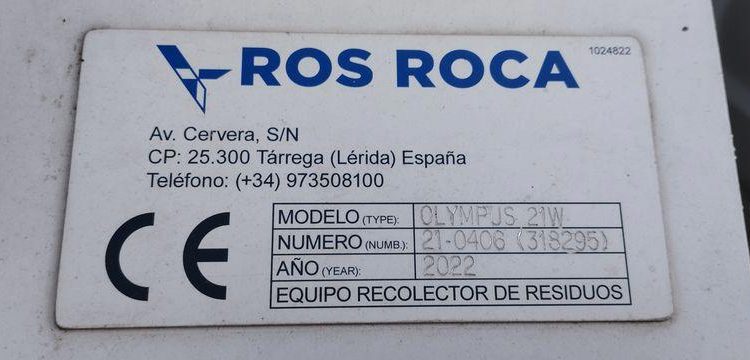 ROS ROCA
1024822
Av. Cervera, S/N
CP: 25.300 Tárrega (Lérida) España
Teléfono: (+34) 973508100
CE
MODELO (TYPE): OLYMPUS 21W
NUMERO (NUMB.): 21-0406 (318295)
AÑO (YEAR): 2022
EQUIPO RECOLECTOR DE RESIDUOS